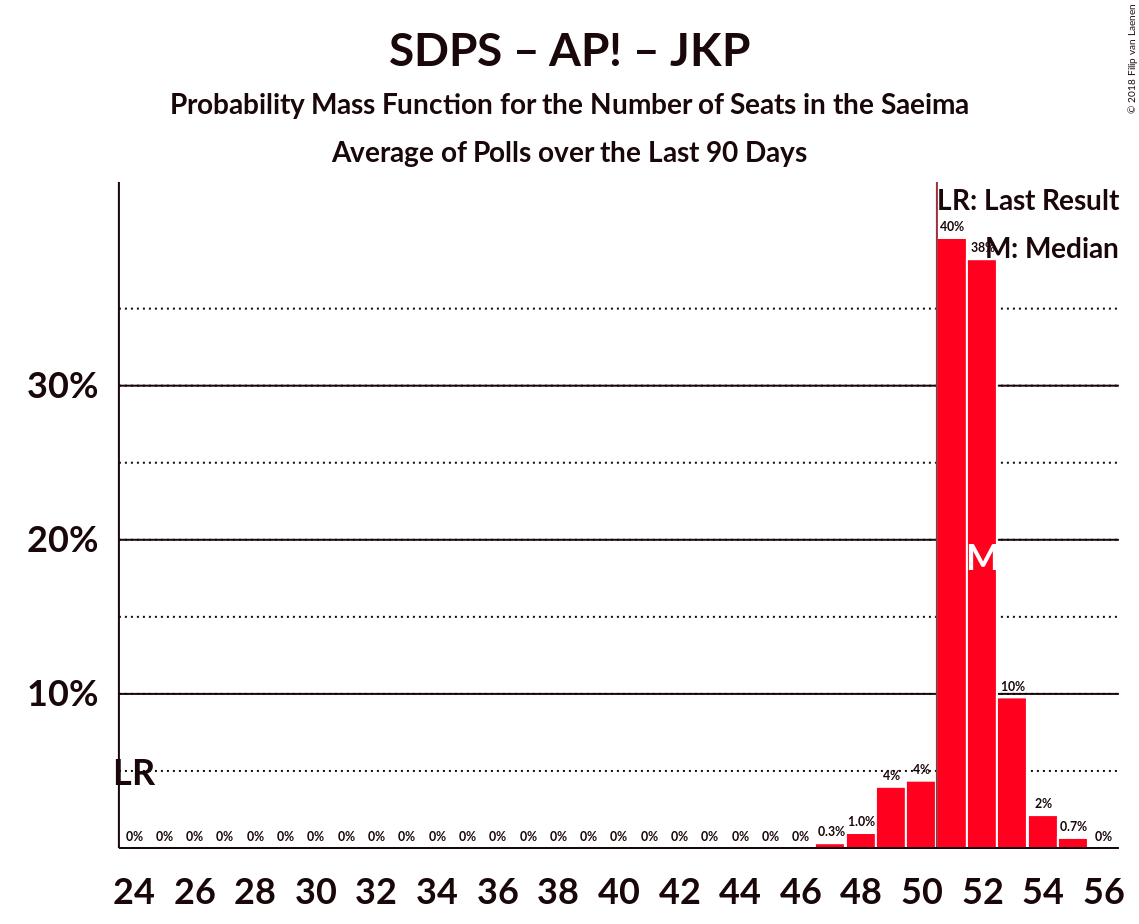 SDPS – AP! – JKP
Probability Mass Function for the Number of Seats in the Saeima
Average of Polls over the Last 90 Days
© 2018 Filip van Laenen
LR: Last Result
M: Median
40%
38%
30%
20%
M
10%
10%
LR
4%
4%
2%
0% 0% 0% 0% 0% 0% 0% 0% 0% 0% 0% 0% 0% 0% 0% 0% 0% 0% 0% 0% 0% 0% 0% 0.3% 1.0% 0.7% 0%
24 26 28 30 32 34 36 38 40 42 44 46 48 50 52 54 56